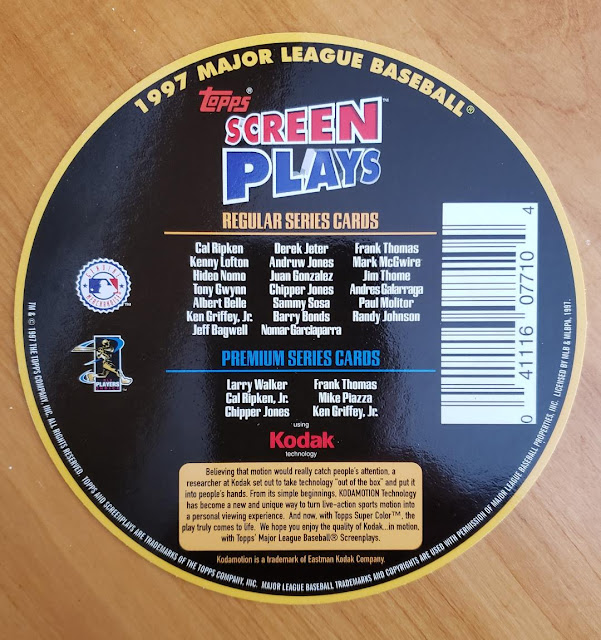 1997 MAJOR LEAGUE BASEBALL®
Topps®
SCREEN™
PLAYS
REGULAR SERIES CARDS
Cal Ripken Derek Jeter Frank Thomas
Kenny Lofton Andruw Jones Mark McGwire
Hideo Nomo Juan Gonzalez Jim Thome
Tony Gwynn Chipper Jones Andres Galarraga
Albert Belle Sammy Sosa Paul Molitor
Ken Griffey, Jr. Barry Bonds Randy Johnson
Jeff Bagwell Nomar Garciaparra
PREMIUM SERIES CARDS
Larry Walker Frank Thomas
Cal Ripken, Jr. Mike Piazza
Chipper Jones Ken Griffey, Jr.
using
Kodak
technology
Believing that motion would really catch people's attention, a
researcher at Kodak set out to take technology "out of the box" and put it
into people's hands. From its simple beginnings, KODAMOTION Technology
has become a new and unique way to turn live-action sports motion into
a personal viewing experience. And now, with Topps Super Color™, the
play truly comes to life. We hope you enjoy the quality of Kodak...in motion,
with Topps' Major League Baseball® Screenplays.
Kodamotion is a trademark of Eastman Kodak Company.
TM & © 1997 THE TOPPS COMPANY, INC. ALL RIGHTS RESERVED. TOPPS AND SCREENPLAYS ARE TRADEMARKS OF THE TOPPS COMPANY, INC. MAJOR LEAGUE BASEBALL TRADEMARKS AND COPYRIGHTS ARE USED WITH PERMISSION OF MAJOR LEAGUE BASEBALL PROPERTIES, INC. LICENSED BY MLB & MLBPA, 1997.
PLAYERS
0 41116 07710 4